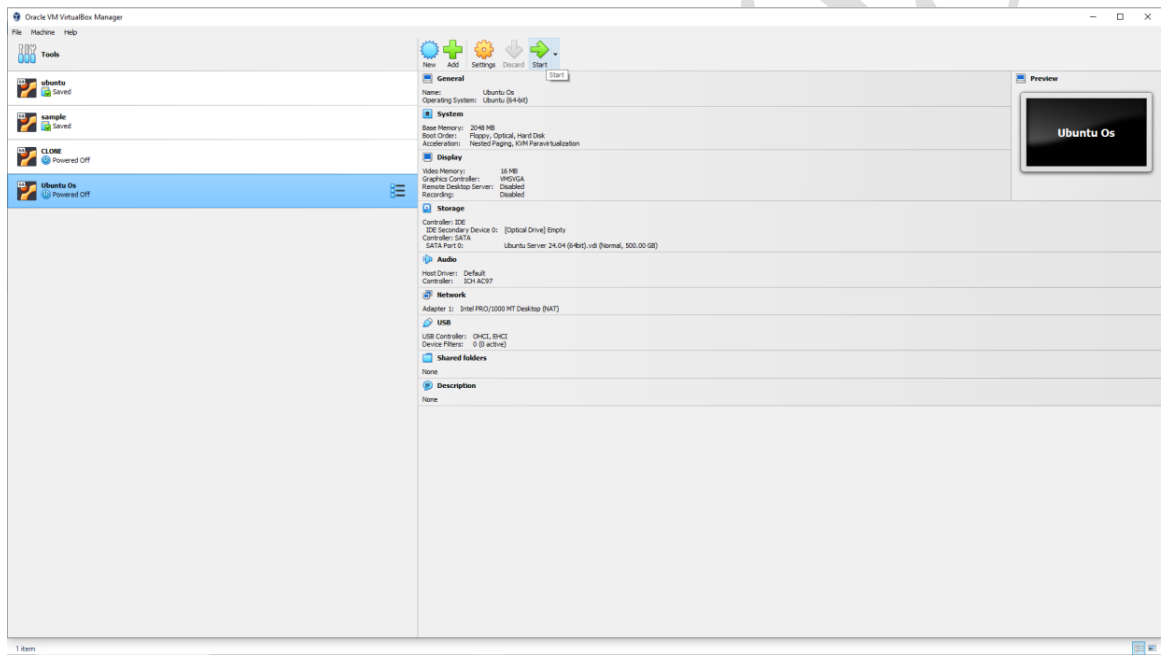 Oracle VM VirtualBox Manager
File Machine Help
Tools
ubuntu
Saved
sample
Saved
CLONE
Powered Off
Ubuntu Os
Powered Off
New Add Settings Discard Start
Start
General
Name: Ubuntu Os
Operating System: Ubuntu (64-bit)
System
Base Memory: 2048 MB
Boot Order: Floppy, Optical, Hard Disk
Acceleration: Nested Paging, KVM Paravirtualization
Display
Video Memory: 16 MB
Graphics Controller: VMSVGA
Remote Desktop Server: Disabled
Recording: Disabled
Storage
Controller: IDE
IDE Secondary Device 0: [Optical Drive] Empty
Controller: SATA
SATA Port 0: Ubuntu Server 24.04 (64bit).vdi (Normal, 500.00 GB)
Audio
Host Driver: Default
Controller: ICH AC97
Network
Adapter 1: Intel PRO/1000 MT Desktop (NAT)
USB
USB Controller: OHCI, EHCI
Device Filters: 0 (0 active)
Shared folders
None
Description
None
Preview
Ubuntu Os
1 item